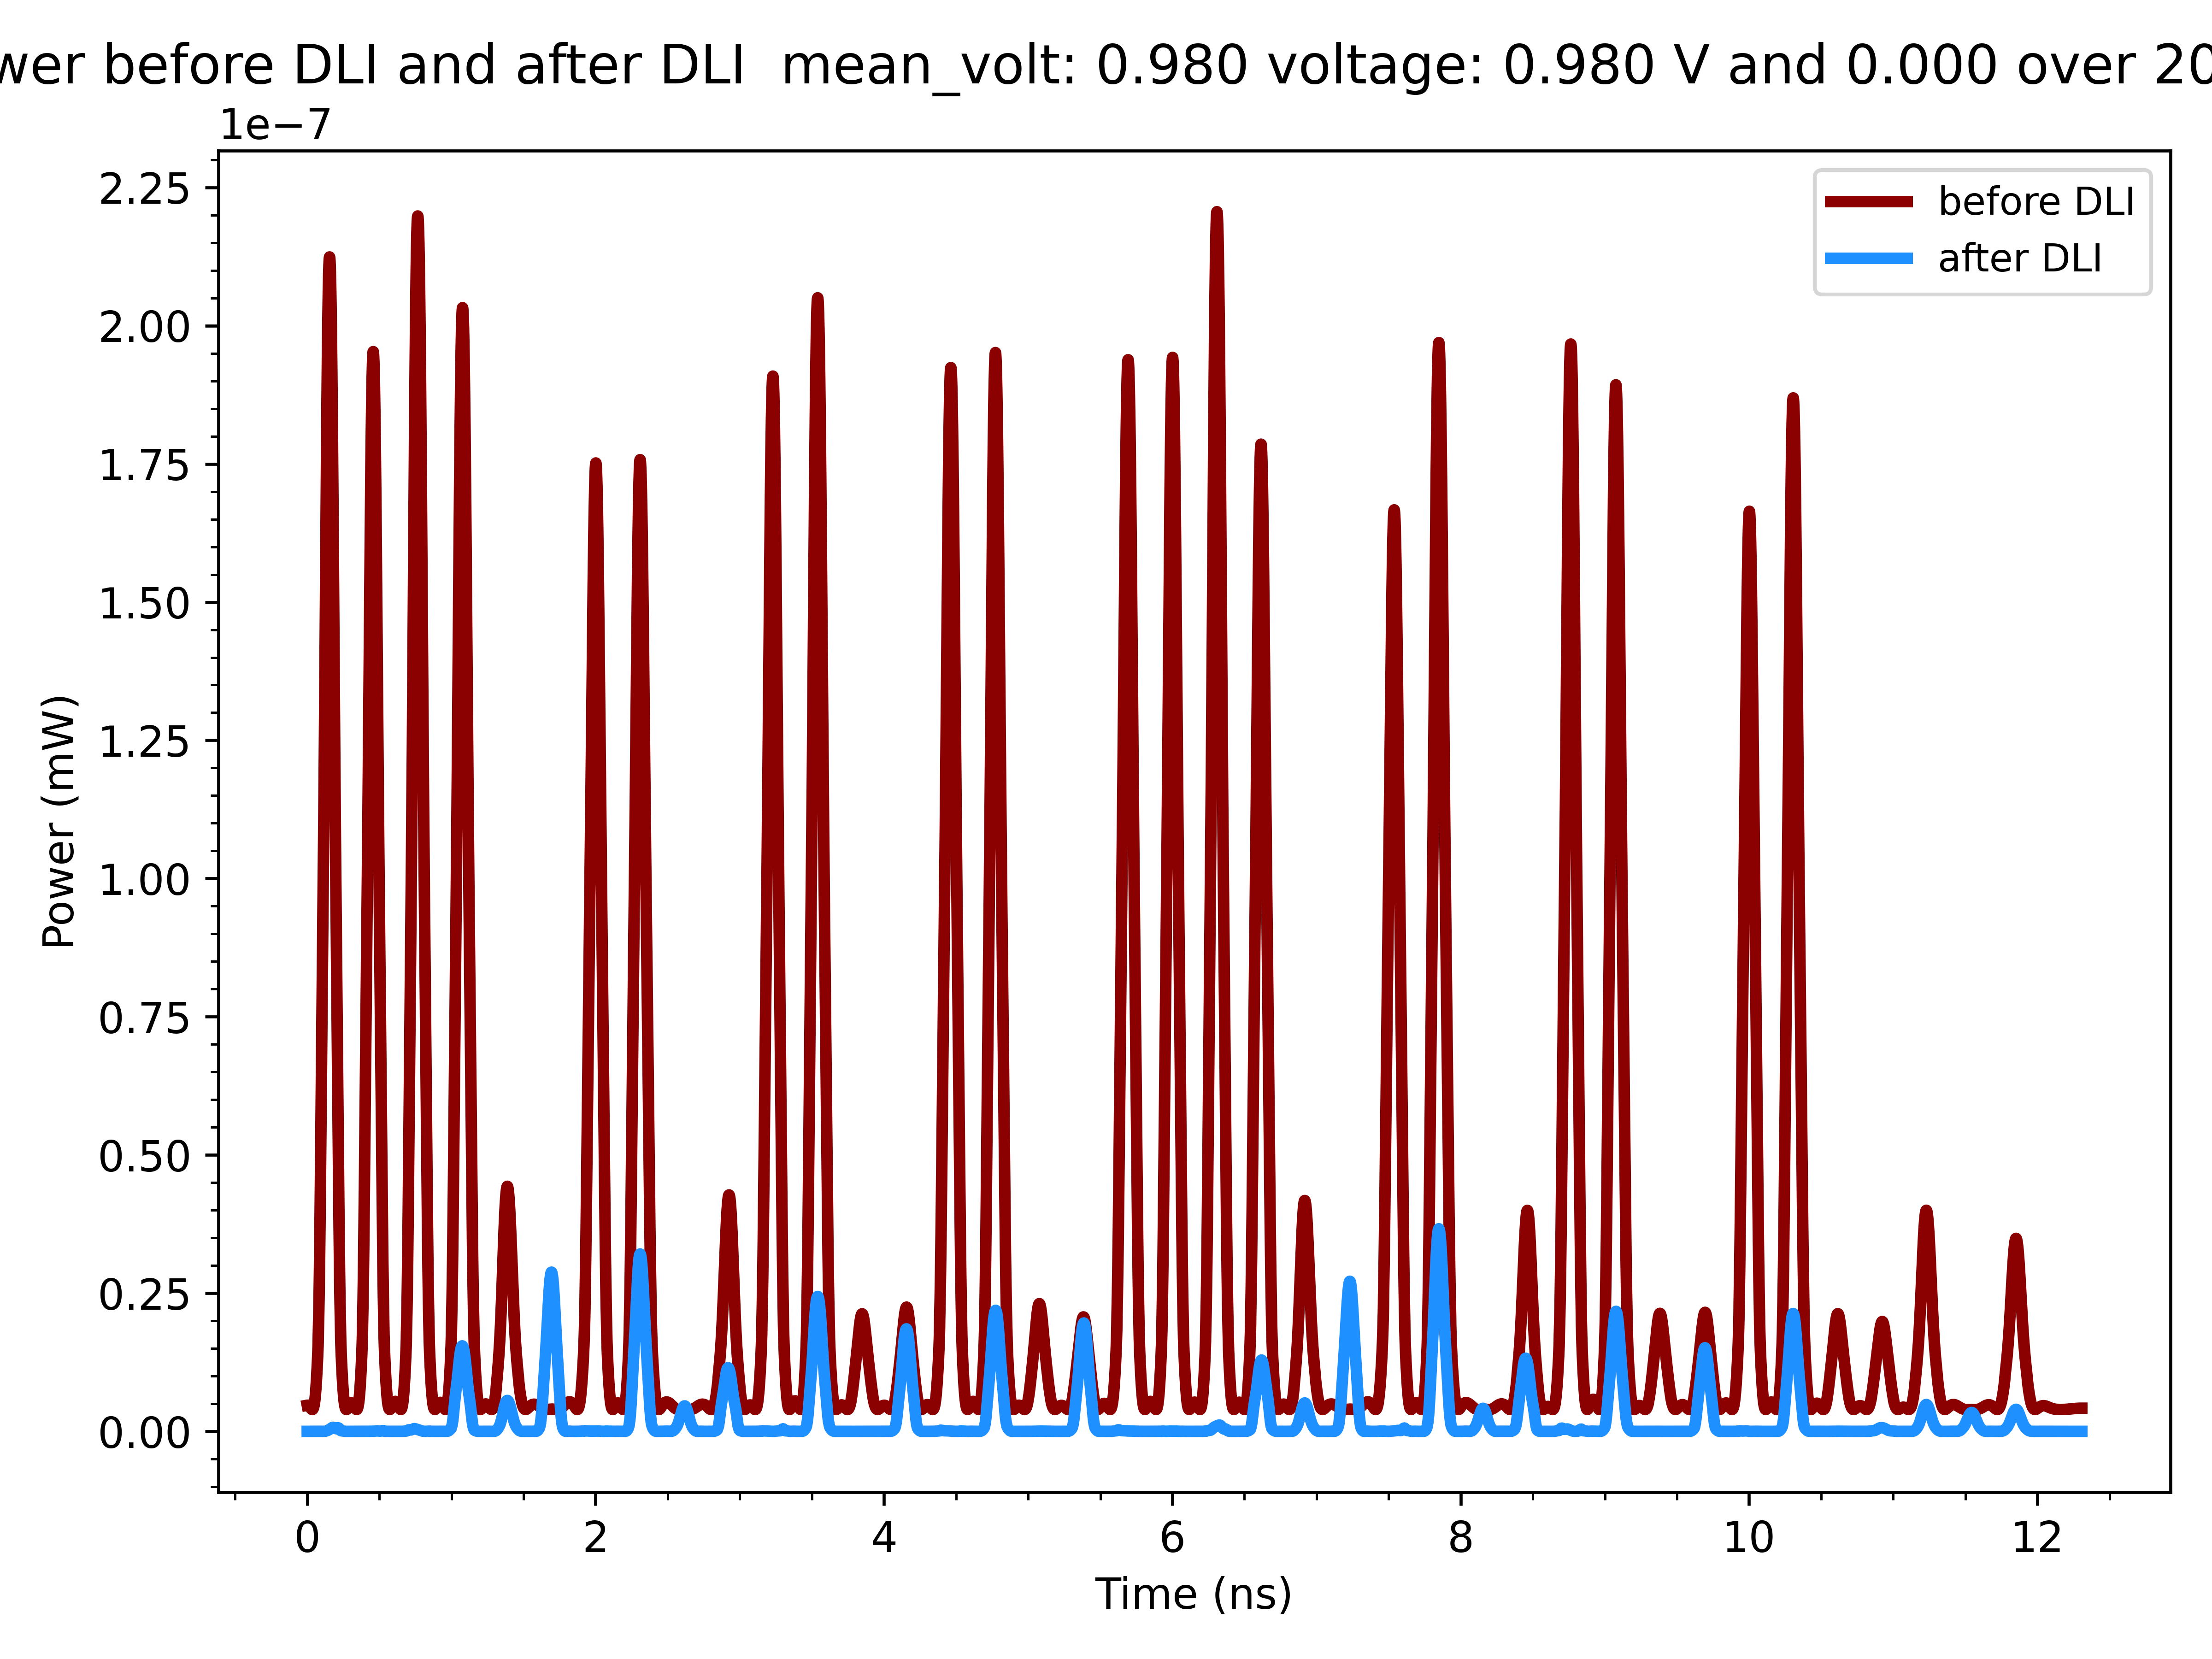 before DLI and after DLI  mean_volt: 0.980 voltage: 0.980 V and 0.000 over
1e−7
2.25
2.00
1.75
1.50
1.25
1.00
0.75
0.50
0.25
0.00
Power (mW)
before DLI
after DLI
0 2 4 6 8 10 12
Time (ns)